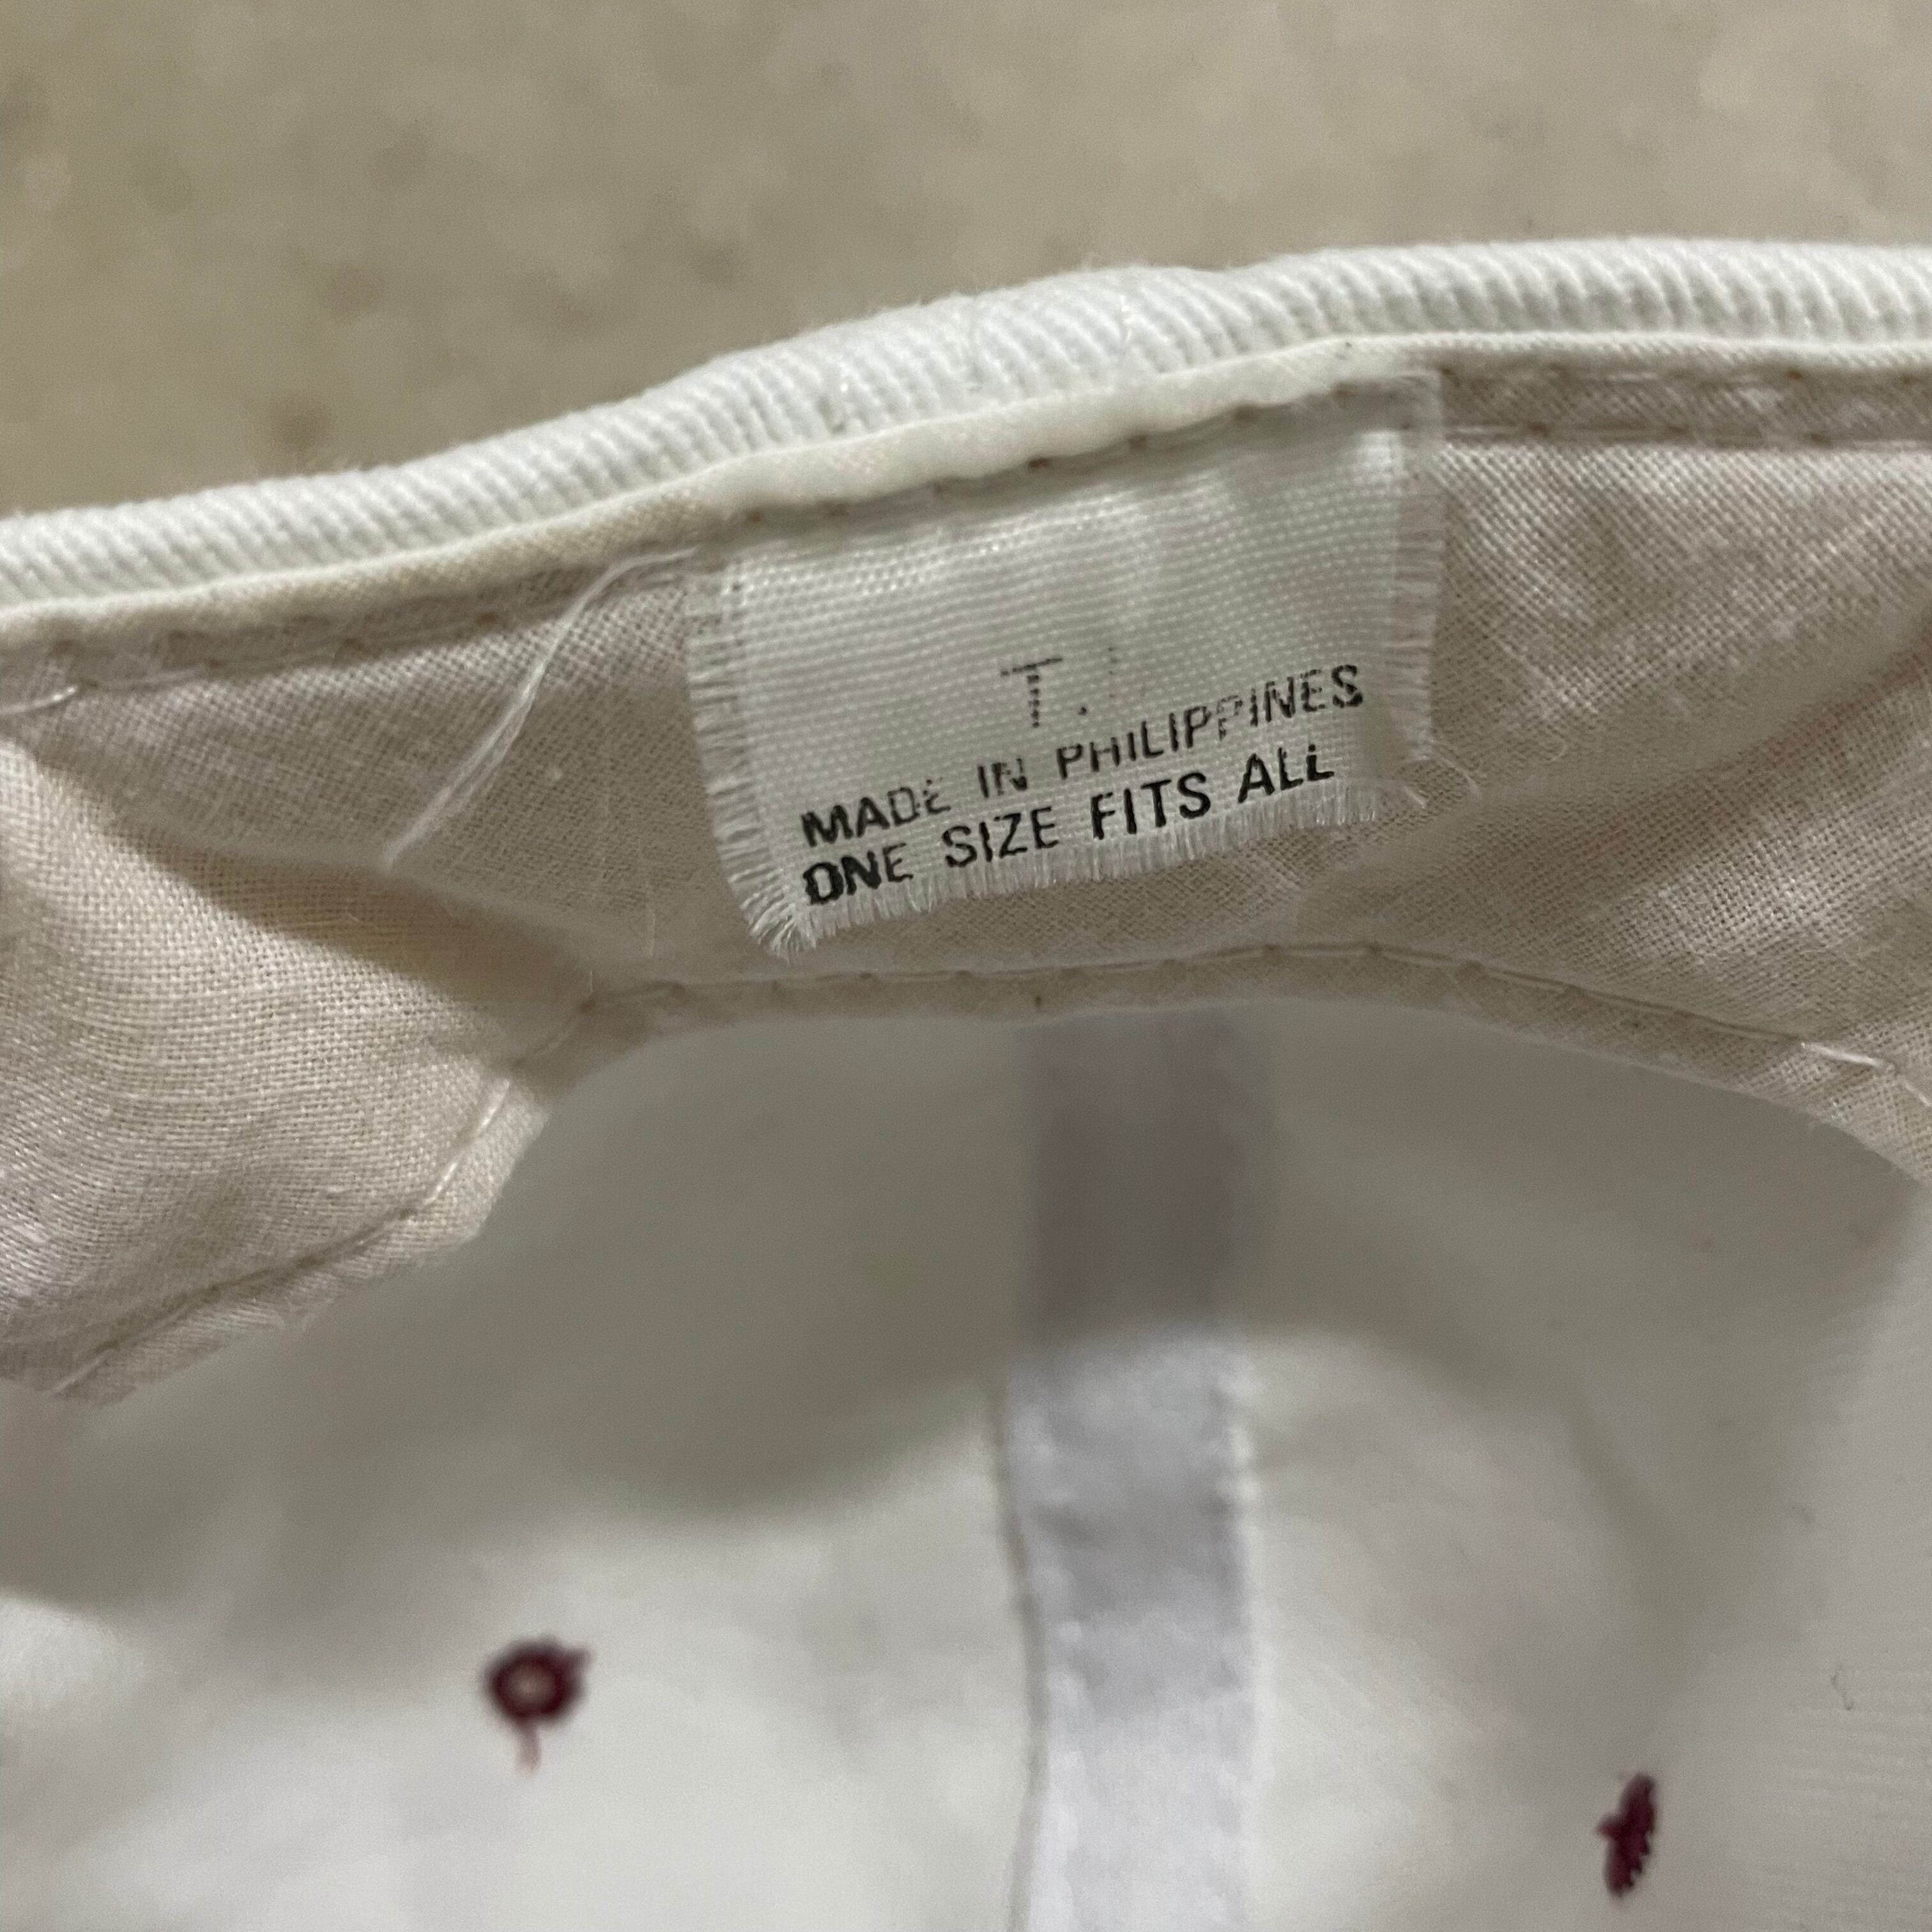 T.
MADE IN PHILIPPINES
ONE SIZE FITS ALL